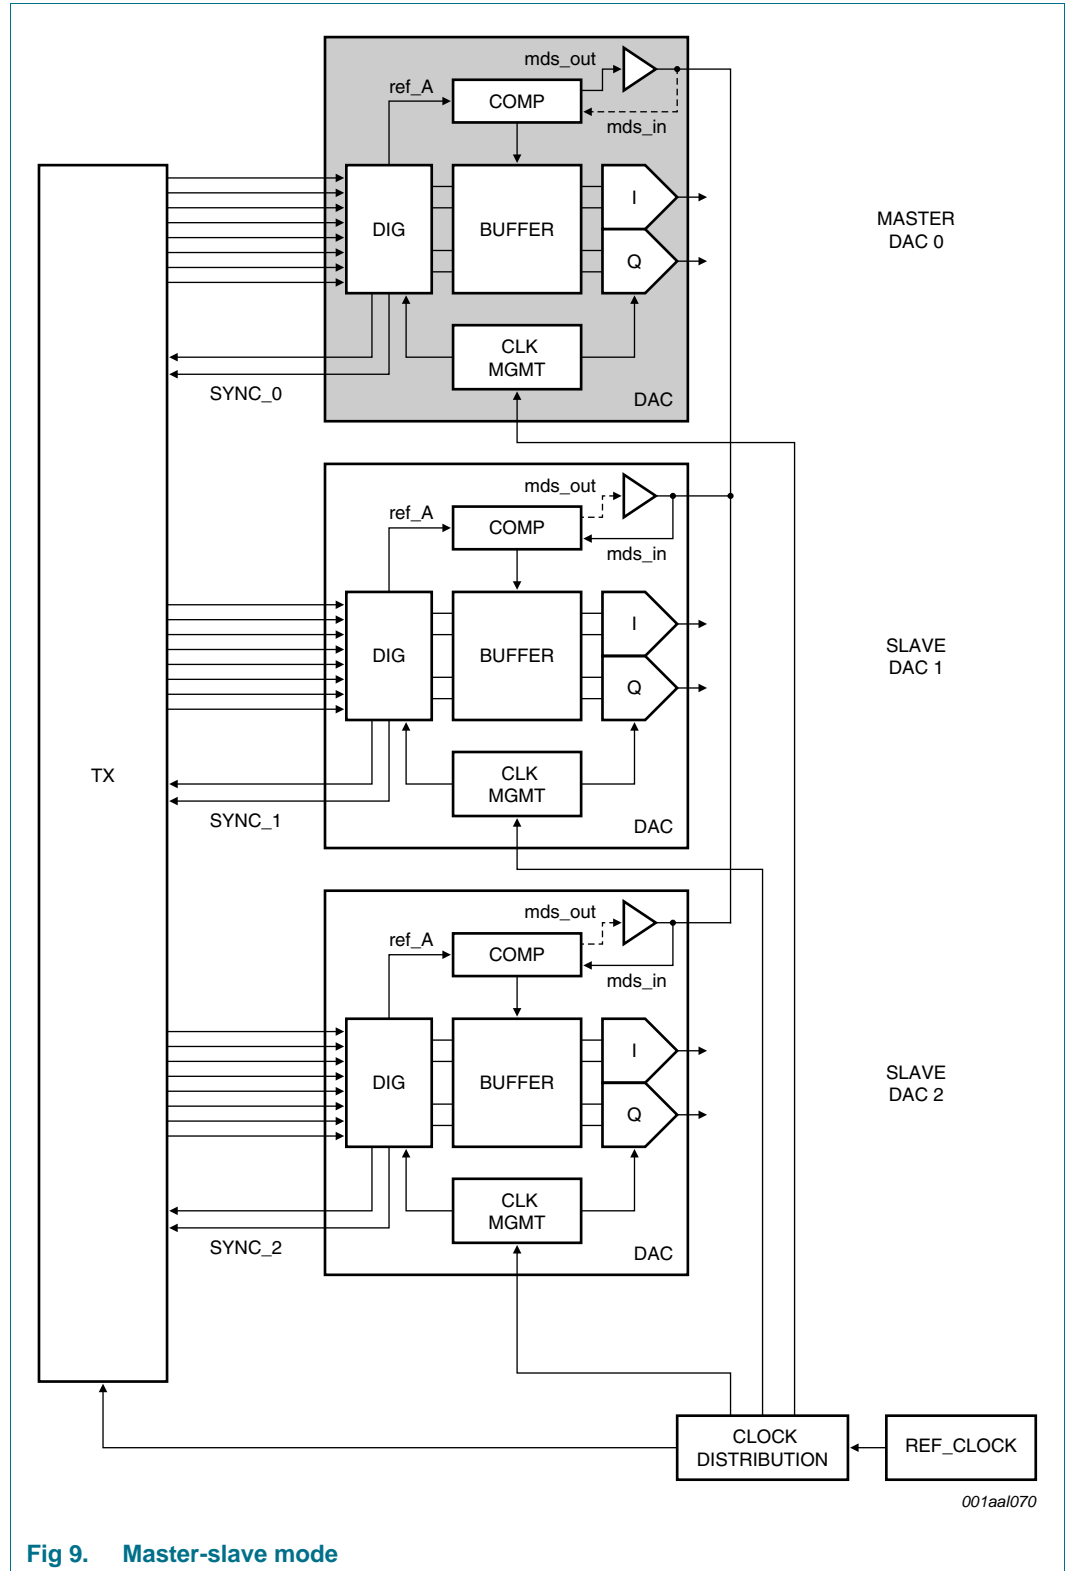 mds_out
ref_A
COMP
mds_in
DIG
BUFFER
I
Q
MASTER
DAC 0
CLK
MGMT
SYNC_0
DAC
mds_out
ref_A
COMP
mds_in
DIG
BUFFER
I
Q
SLAVE
DAC 1
TX
CLK
MGMT
SYNC_1
DAC
mds_out
ref_A
COMP
mds_in
DIG
BUFFER
I
Q
SLAVE
DAC 2
CLK
MGMT
SYNC_2
DAC
CLOCK
DISTRIBUTION
REF_CLOCK
001aal070
Fig 9. Master-slave mode